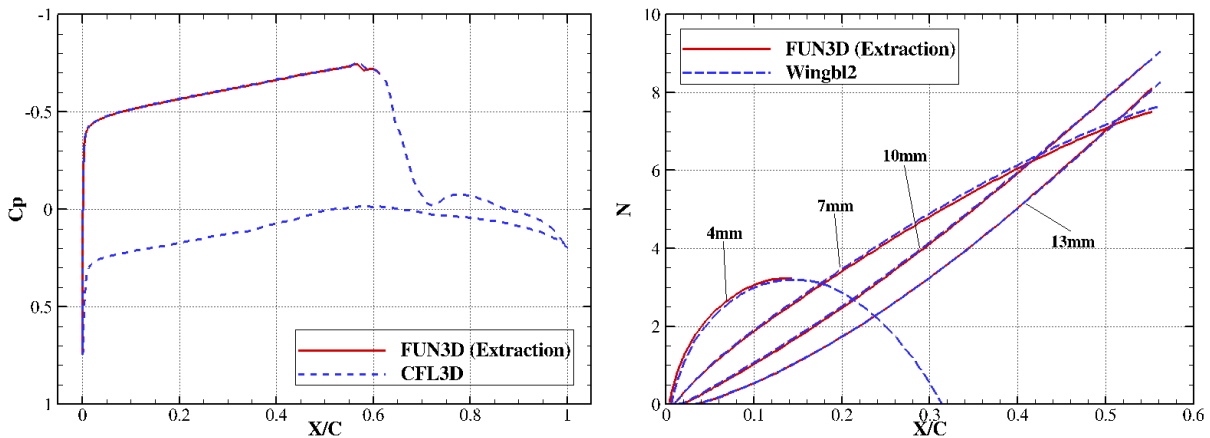 -1
-0.5
0
0.5
1
Cp
0
0.2
0.4
0.6
0.8
1
X/C
FUN3D (Extraction)
CFL3D
10
8
6
4
2
0
N
0
0.1
0.2
0.3
0.4
0.5
0.6
X/C
FUN3D (Extraction)
Wingbl2
10mm
7mm
4mm
13mm